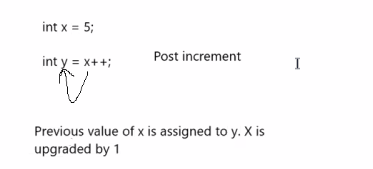 int x = 5;
int y = x++; Post increment
Previous value of x is assigned to y. X is
upgraded by 1